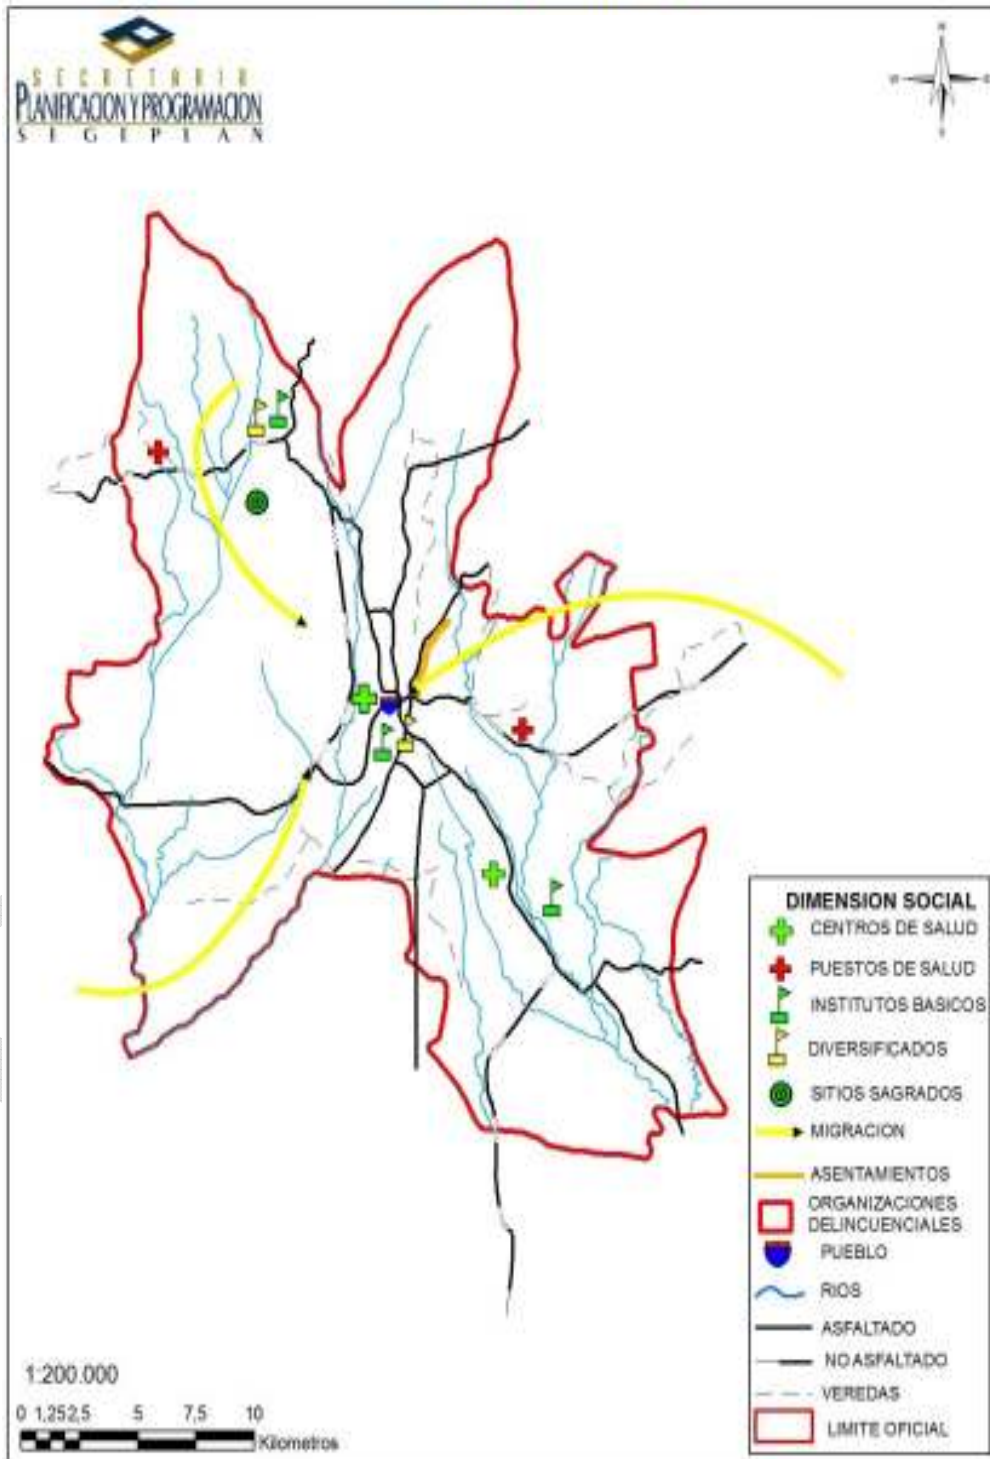 SECRETARIA
PLANIFICACION Y PROGRAMACION
SEGEPLAN
N
S
DIMENSION SOCIAL
CENTROS DE SALUD
PUESTOS DE SALUD
INSTITUTOS BASICOS
DIVERSIFICADOS
SITIOS SAGRADOS
MIGRACION
ASENTAMIENTOS
ORGANIZACIONES
DELINCUENCIALES
PUEBLO
RIOS
ASFALTADO
NO ASFALTADO
VEREDAS
LIMITE OFICIAL
1:200.000
0 1,25 2,5 5 7,5 10
Kilometros